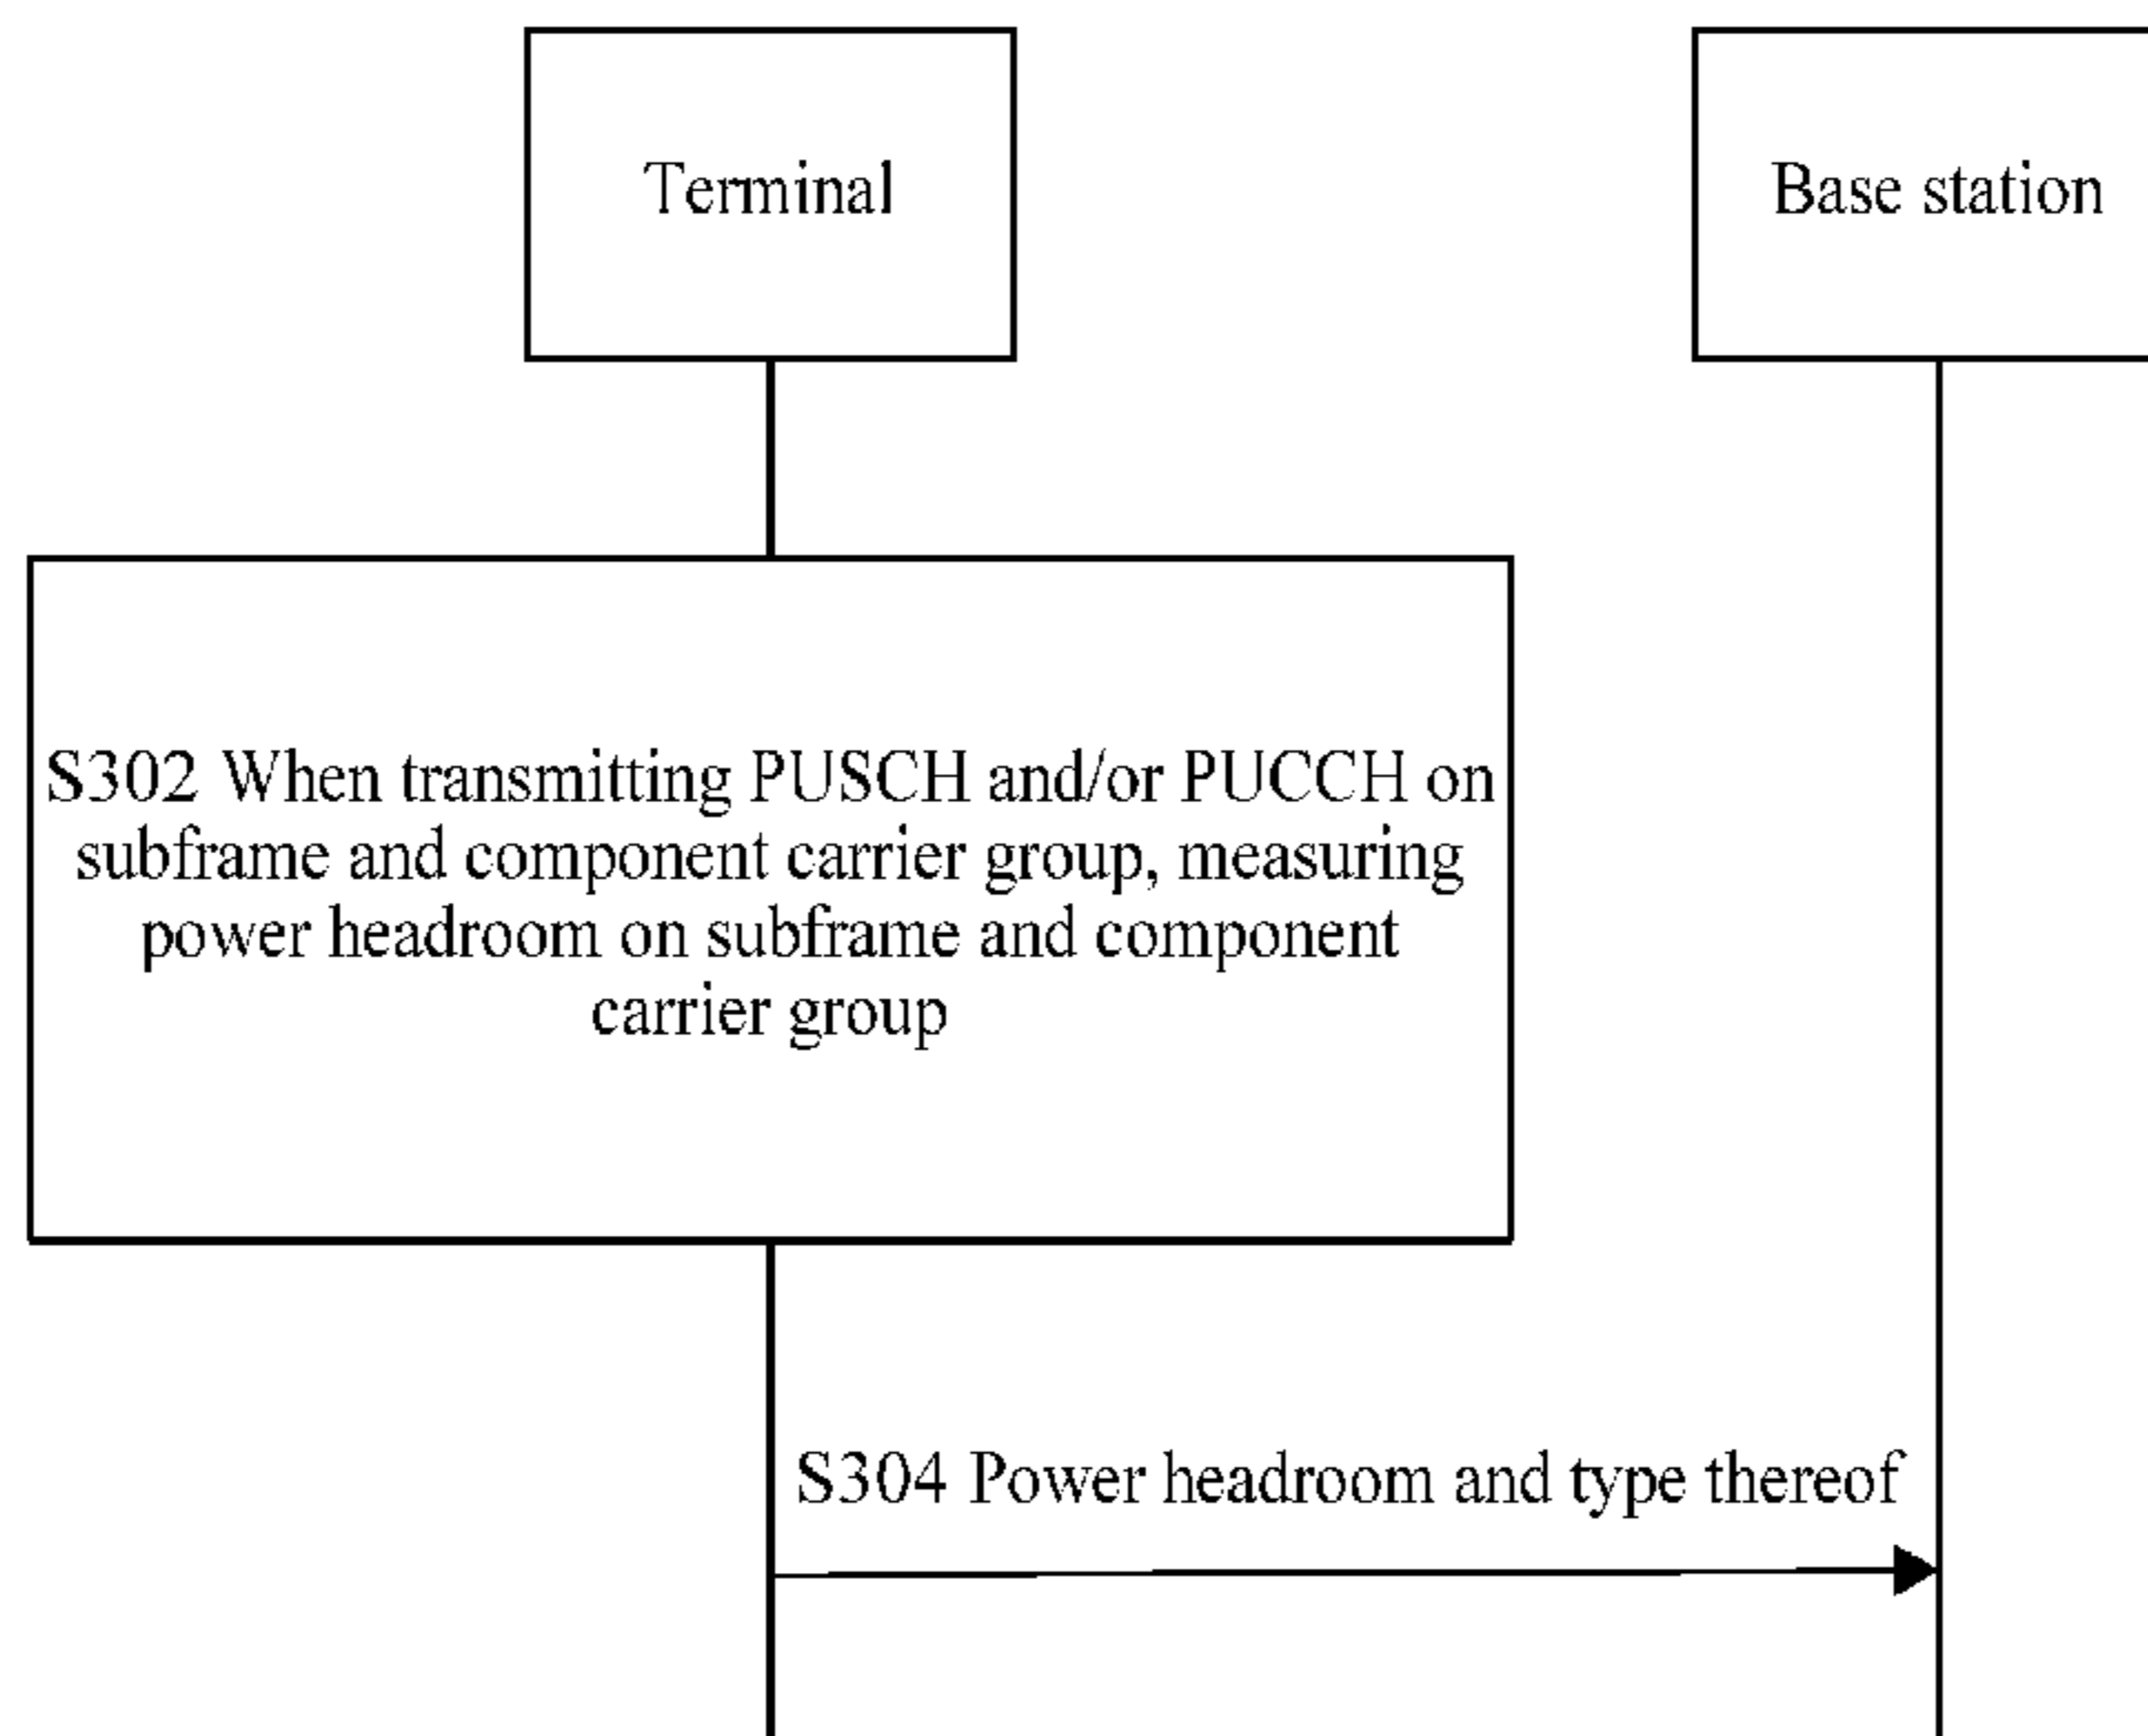 Terminal
Base station
S302 When transmitting PUSCH and/or PUCCH on
subframe and component carrier group, measuring
power headroom on subframe and component
carrier group
S304 Power headroom and type thereof